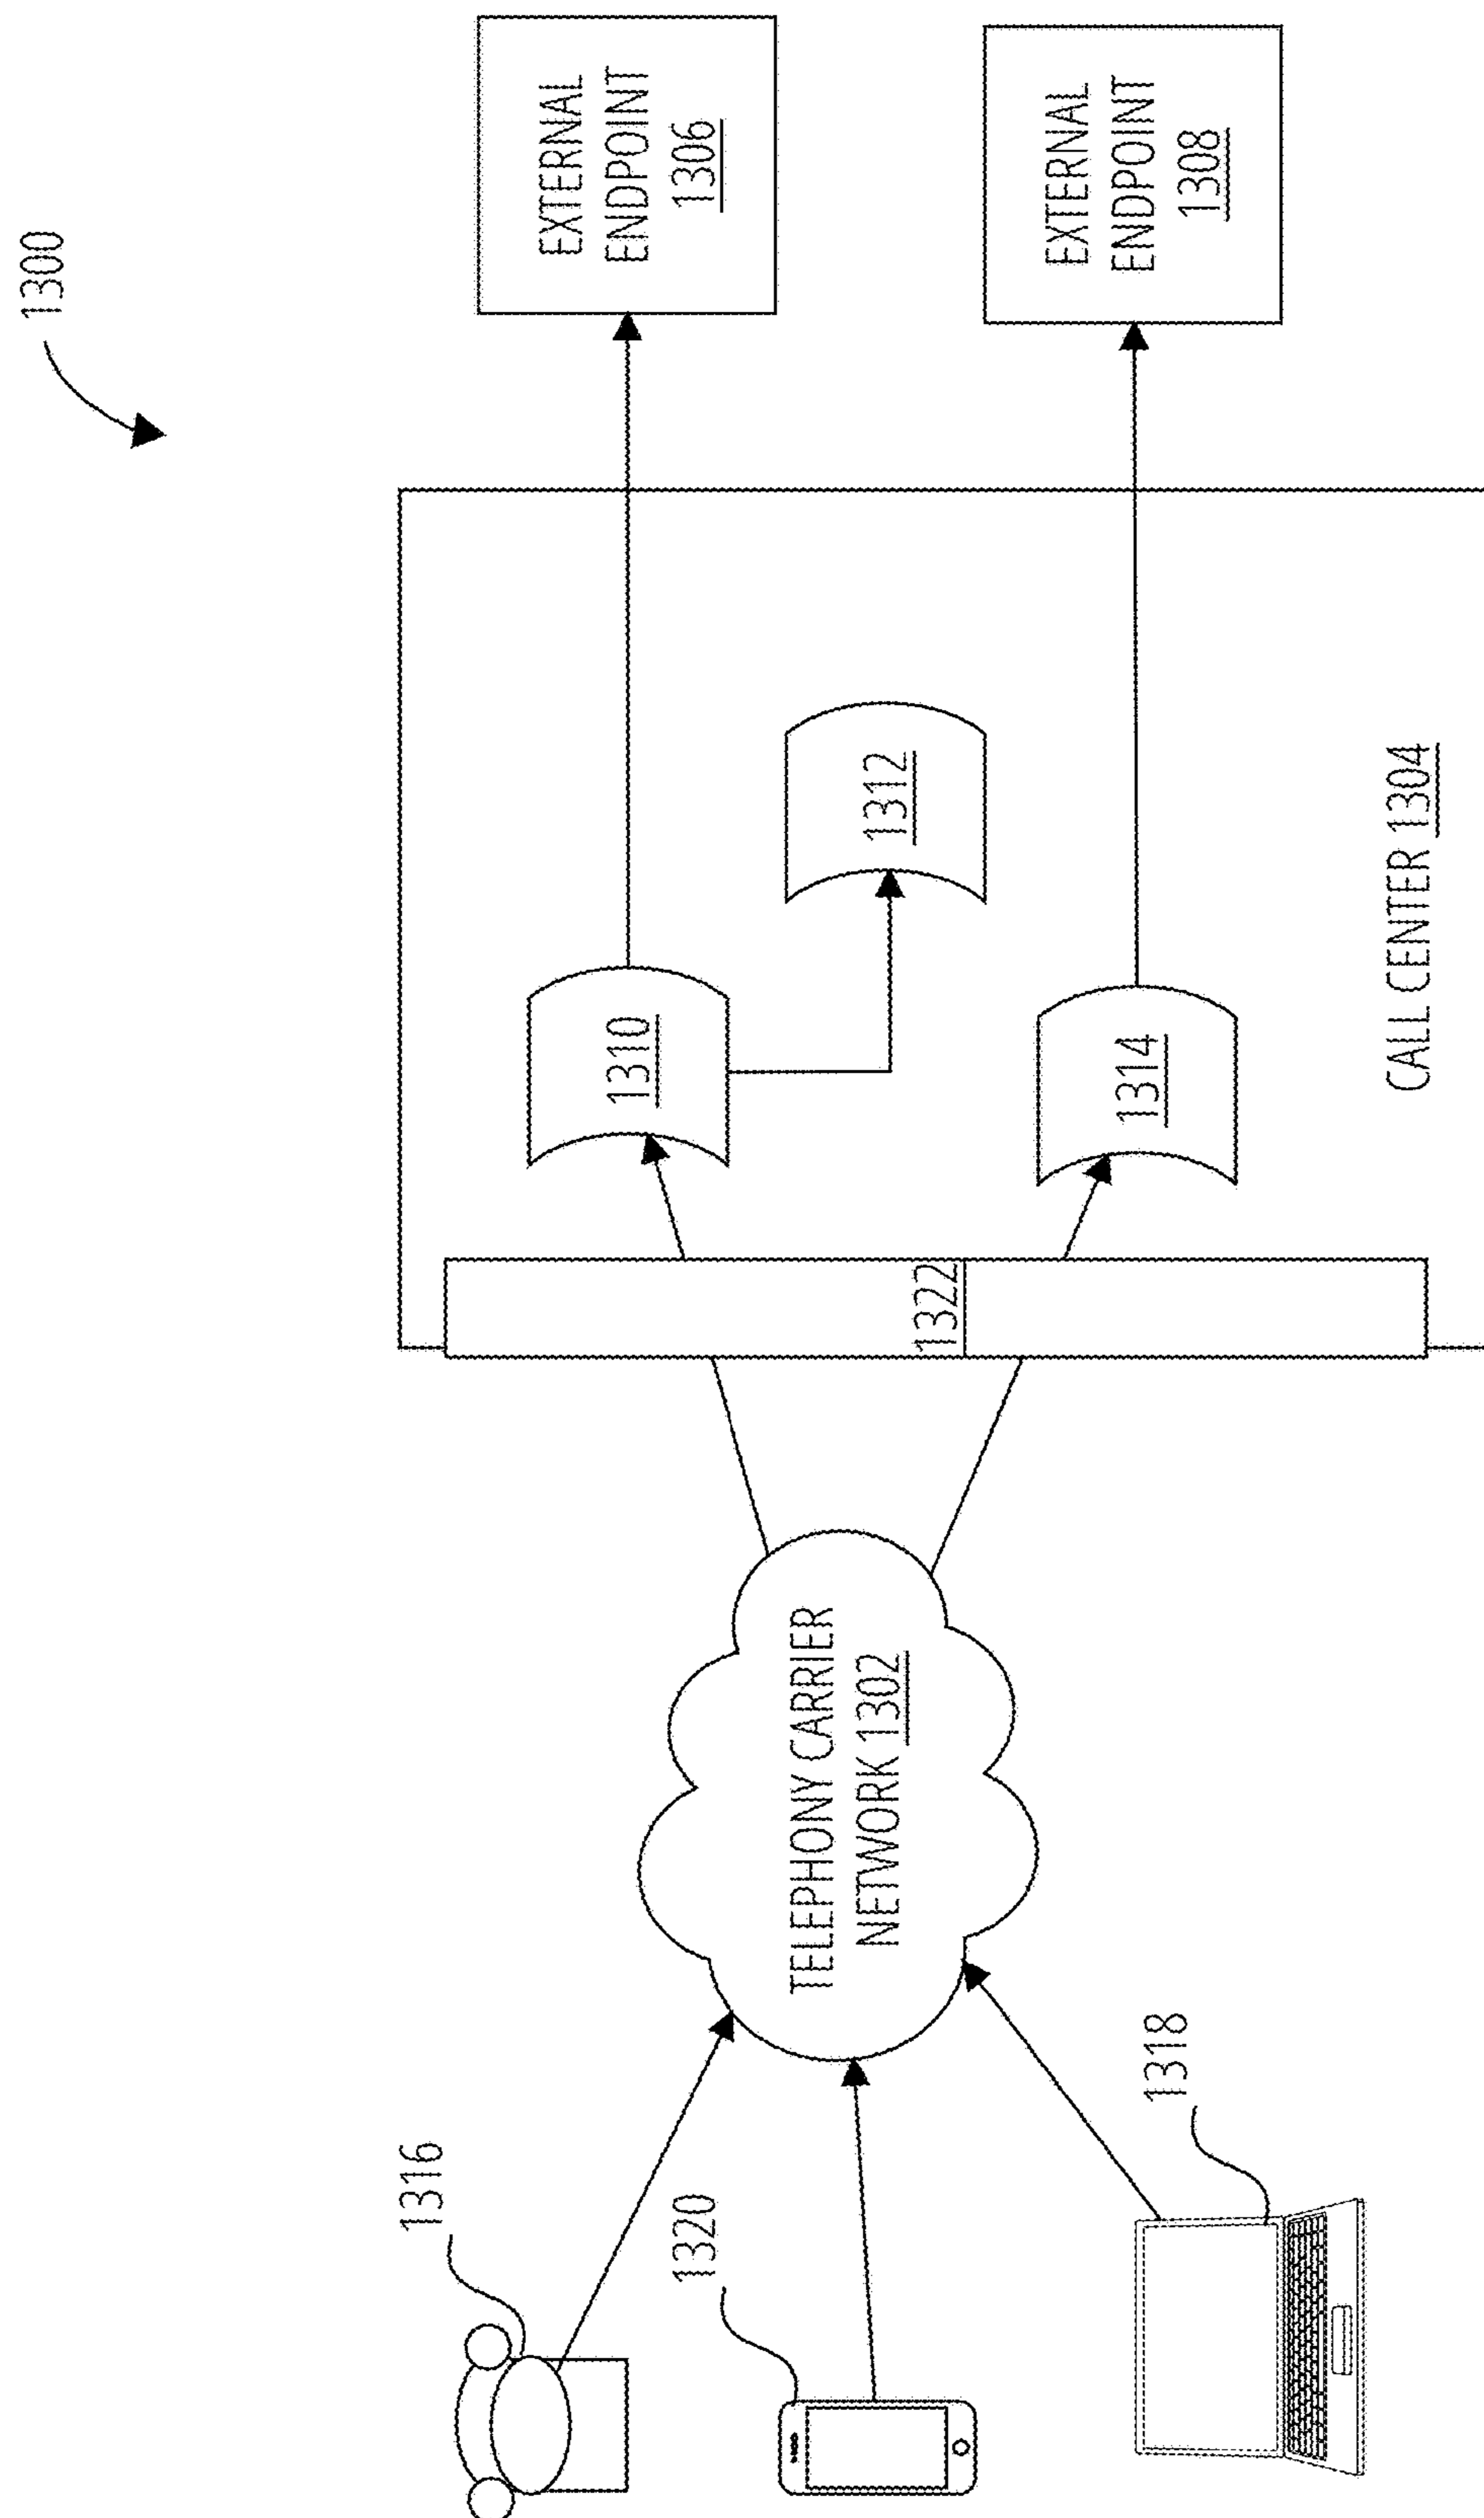 1300
1316
1320
1318
TELEPHONY CARRIER
NETWORK 1302
1322
1310
1312
1314
CALL CENTER 1304
EXTERNAL
ENDPOINT
1306
EXTERNAL
ENDPOINT
1308